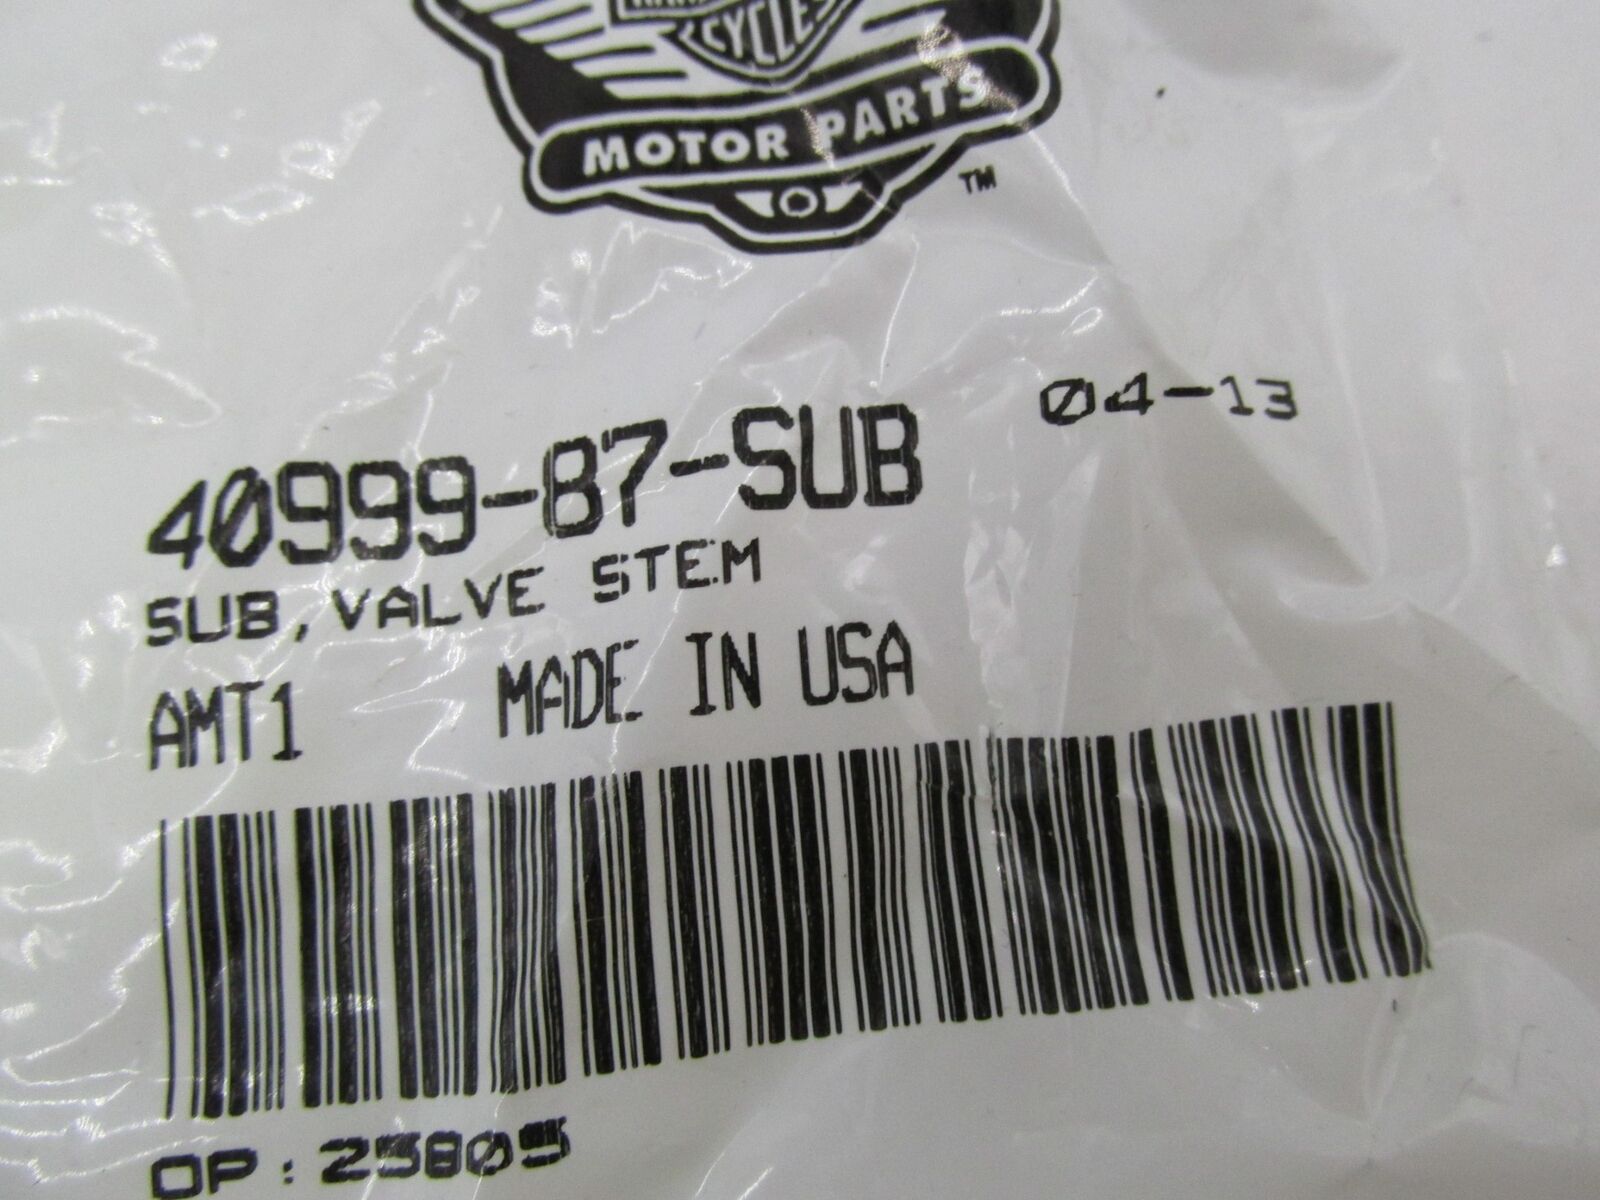 CYCLES
MOTOR PARTS
TM
04-13
40999-87-SUB
SUB,VALVE STEM
AMT1 MADE IN USA
OP:25805